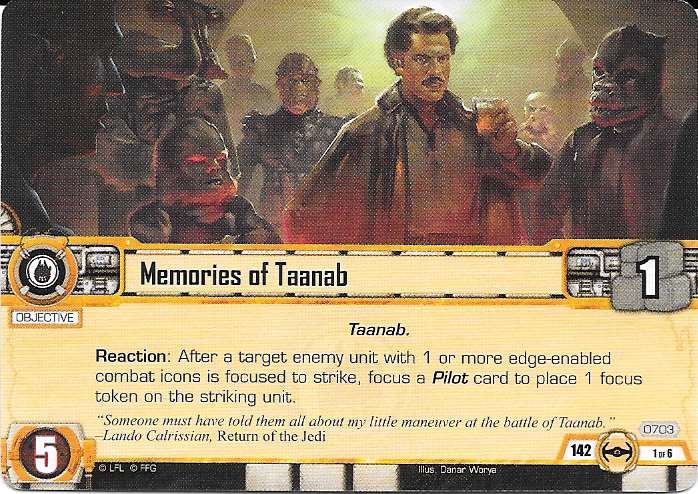 Memories of Taanab
1
OBJECTIVE
Taanab.
Reaction: After a target enemy unit with 1 or more edge-enabled
combat icons is focused to strike, focus a Pilot card to place 1 focus
token on the striking unit.
"Someone must have told them all about my little maneuver at the battle of Taanab."
–Lando Calrissian, Return of the Jedi
0703
5
142
1 OF 6
© LFL © FFG
Illus. Danar Worya